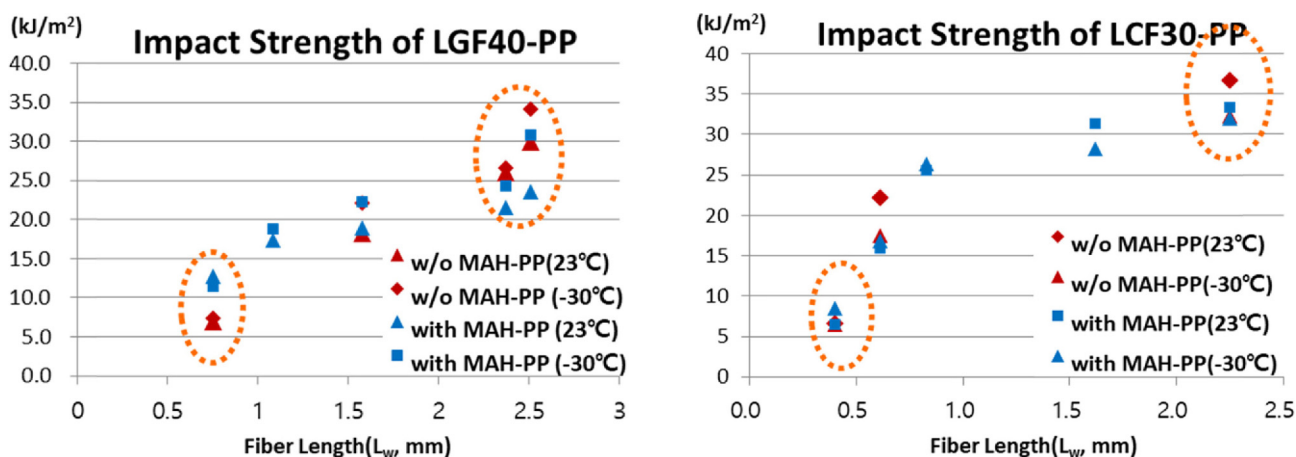 (kJ/m²)
Impact Strength of LGF40-PP
40.0
35.0
30.0
25.0
20.0
15.0
10.0
5.0
0.0
w/o MAH-PP(23℃)
w/o MAH-PP (-30℃)
with MAH-PP (23℃)
with MAH-PP (-30℃)
0 0.5 1 1.5 2 2.5 3
Fiber Length(Lw, mm)
(kJ/m²)
Impact Strength of LCF30-PP
40
35
30
25
20
15
10
5
0
w/o MAH-PP(23℃)
w/o MAH-PP(-30℃)
with MAH-PP(23℃)
with MAH-PP(-30℃)
0.0 0.5 1.0 1.5 2.0 2.5
Fiber Length(Lw, mm)